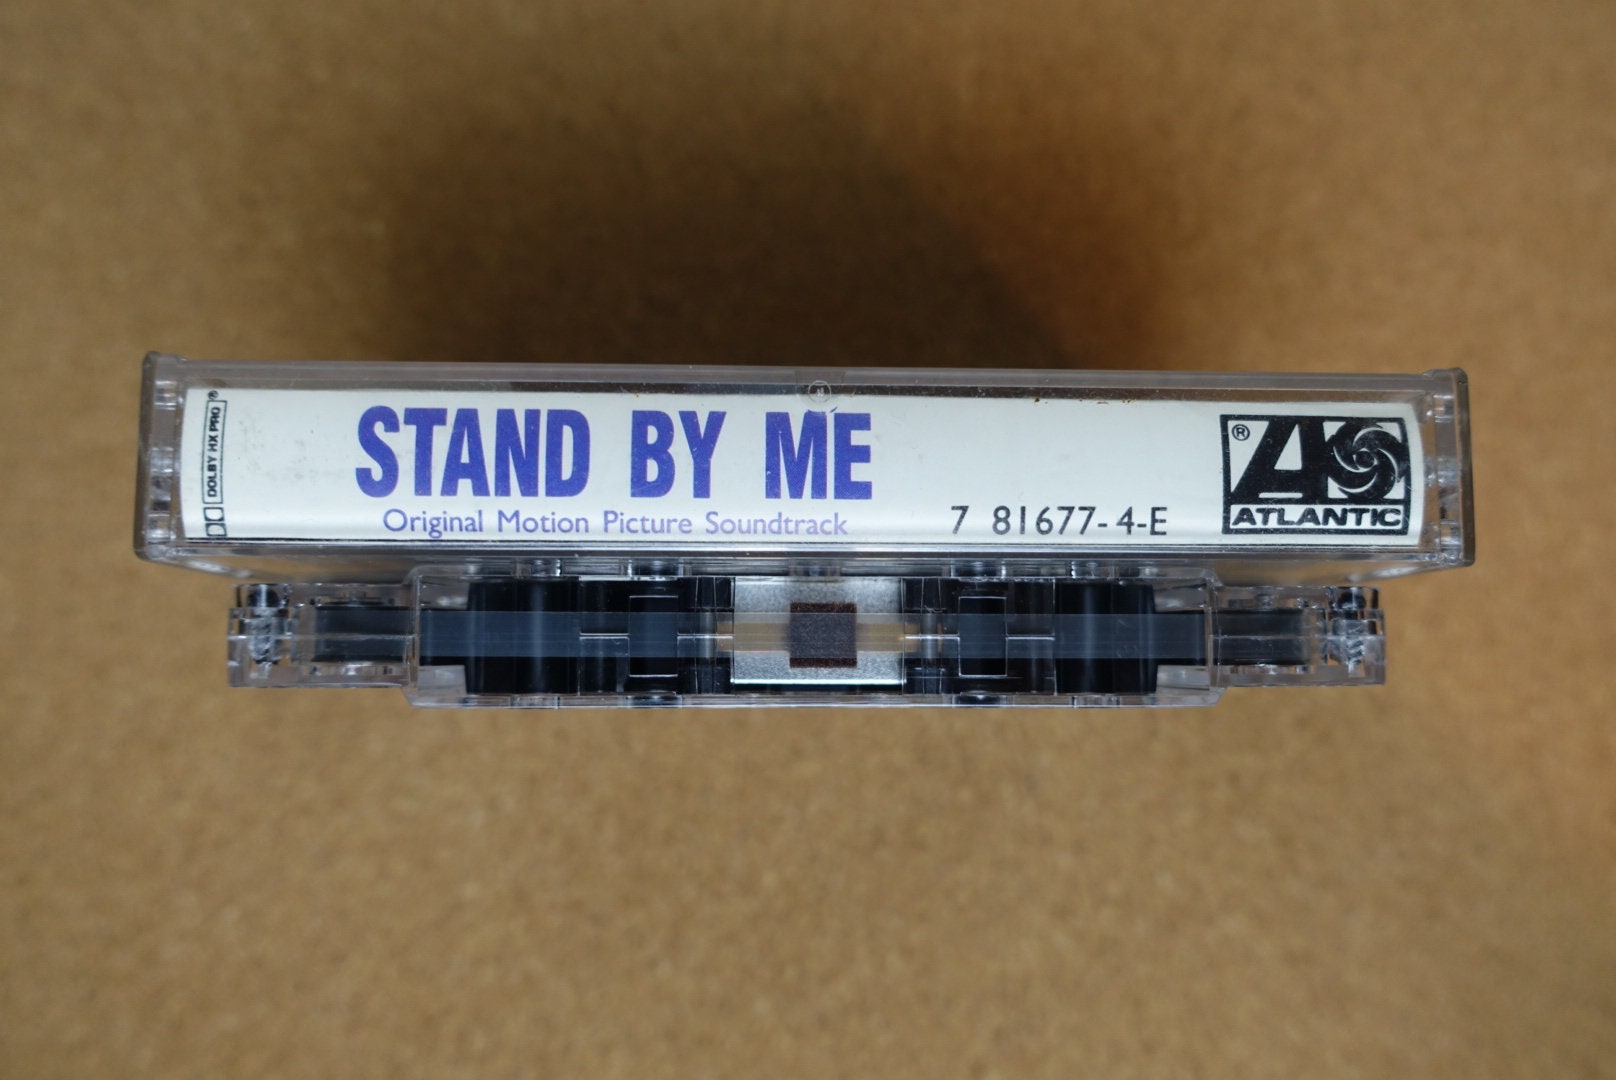 DOLBY HX PRO®
STAND BY ME
Original Motion Picture Soundtrack
7 81677-4-E
®
ATLANTIC